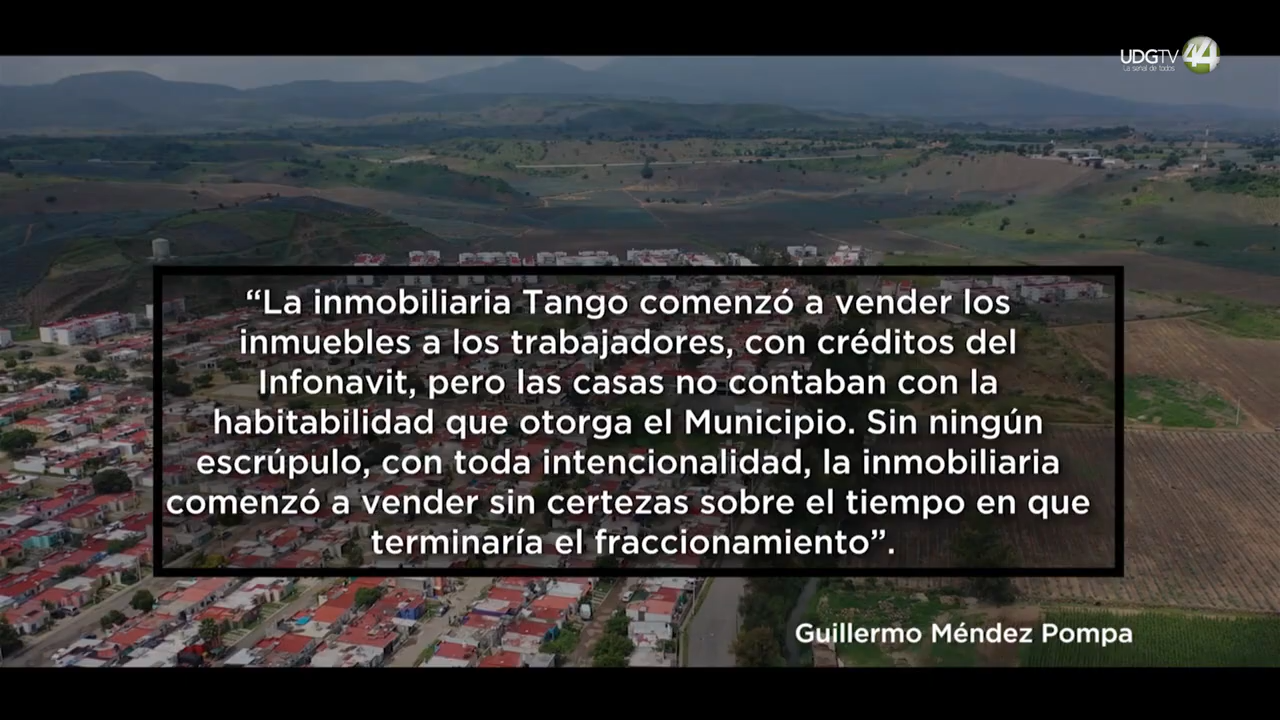 UDGTV 44
La señal de todos
“La inmobiliaria Tango comenzó a vender los
inmuebles a los trabajadores, con créditos del
Infonavit, pero las casas no contaban con la
habitabilidad que otorga el Municipio. Sin ningún
escrúpulo, con toda intencionalidad, la inmobiliaria
comenzó a vender sin certezas sobre el tiempo en que
terminaría el fraccionamiento”.
Guillermo Méndez Pompa